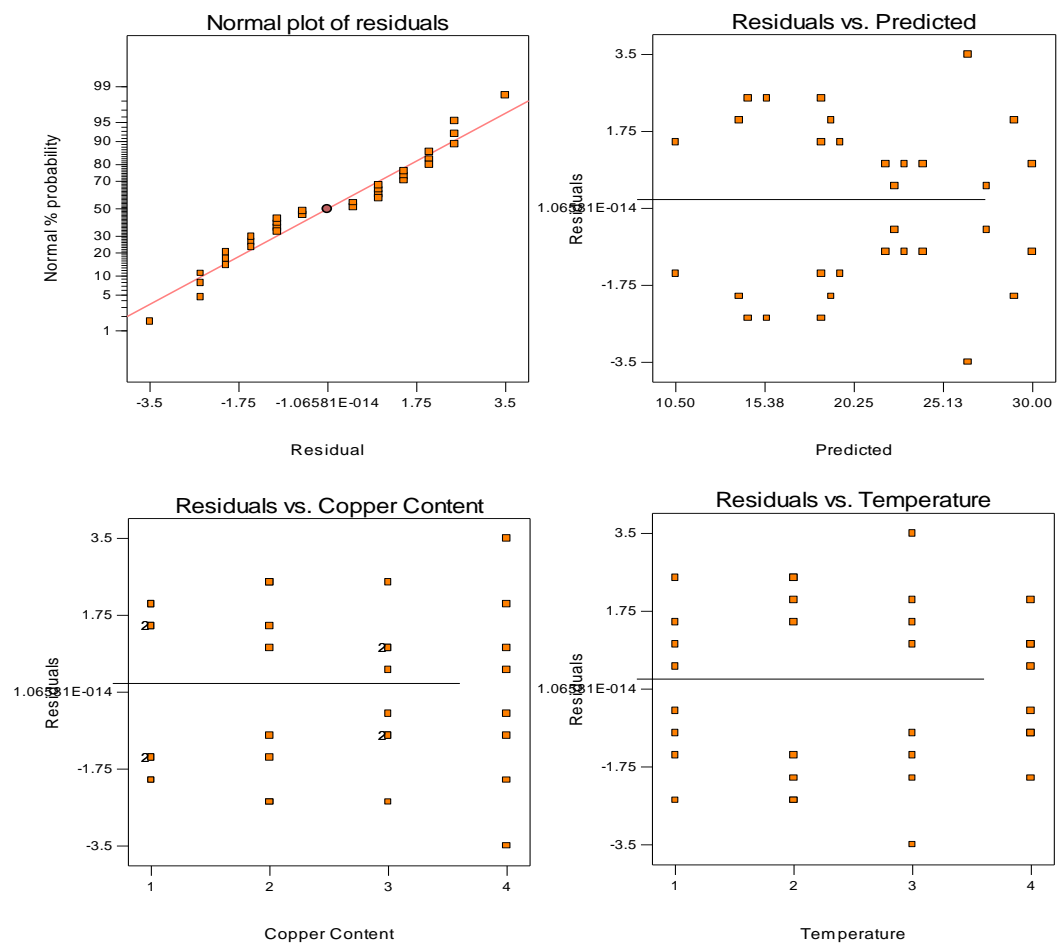 Normal plot of residuals
Normal % probability
99
95
90
80
70
50
30
20
10
5
1
-3.5
-1.75
-1.06581E-014
1.75
3.5
Residual
Residuals vs. Predicted
Residuals
3.5
1.75
1.06581E-014
-1.75
-3.5
10.50
15.38
20.25
25.13
30.00
Predicted
Residuals vs. Copper Content
Residuals
3.5
1.75
1.06581E-014
-1.75
-3.5
2
2
2
2
1
2
3
4
Copper Content
Residuals vs. Temperature
Residuals
3.5
1.75
1.06581E-014
-1.75
-3.5
1
2
3
4
Temperature